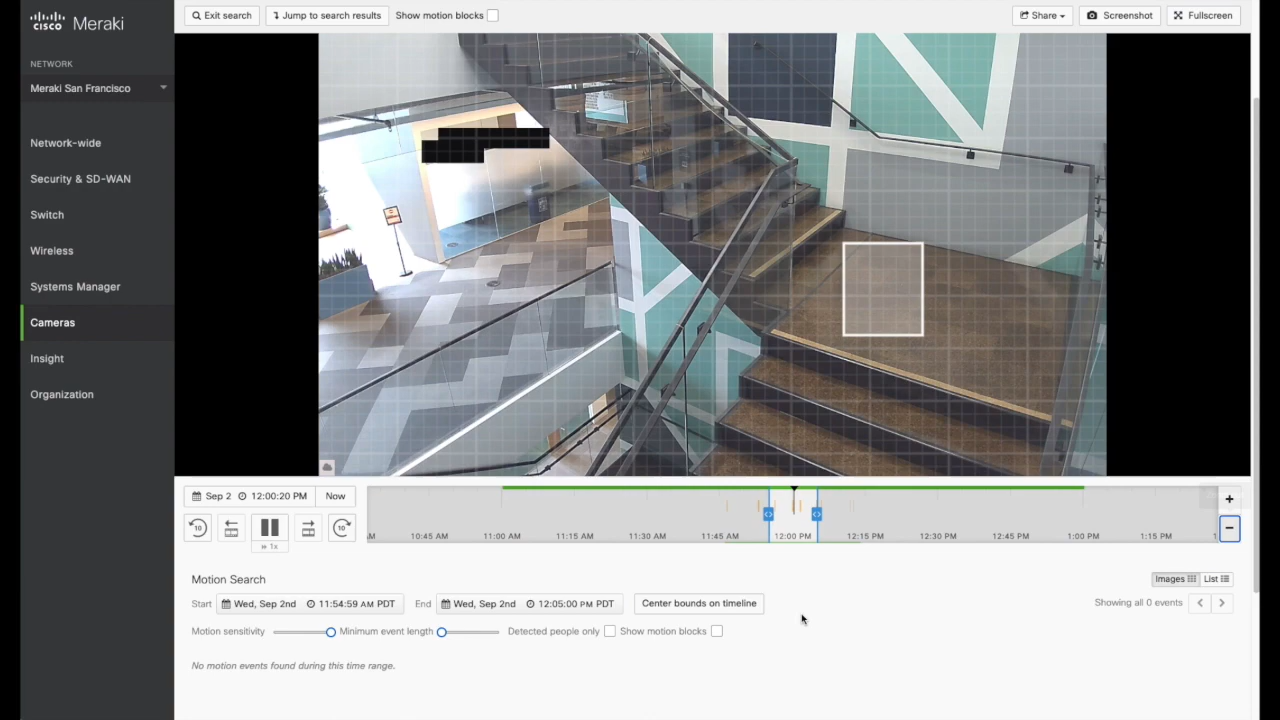 cisco Meraki
Exit search
Jump to search results
Show motion blocks
Share
Screenshot
Fullscreen
NETWORK
Meraki San Francisco
Network-wide
Security & SD-WAN
Switch
Wireless
Systems Manager
Cameras
Insight
Organization
Sep 2 12:00:20 PM
Now
10
10
1x
10:45 AM 11:00 AM 11:15 AM 11:30 AM 11:45 AM 12:00 PM 12:15 PM 12:30 PM 12:45 PM 1:00 PM 1:15 PM
+
−
Motion Search
Images
List
Start Wed, Sep 2nd 11:54:59 AM PDT End Wed, Sep 2nd 12:05:00 PM PDT
Center bounds on timeline
Showing all 0 events
Motion sensitivity
Minimum event length
Detected people only
Show motion blocks
No motion events found during this time range.